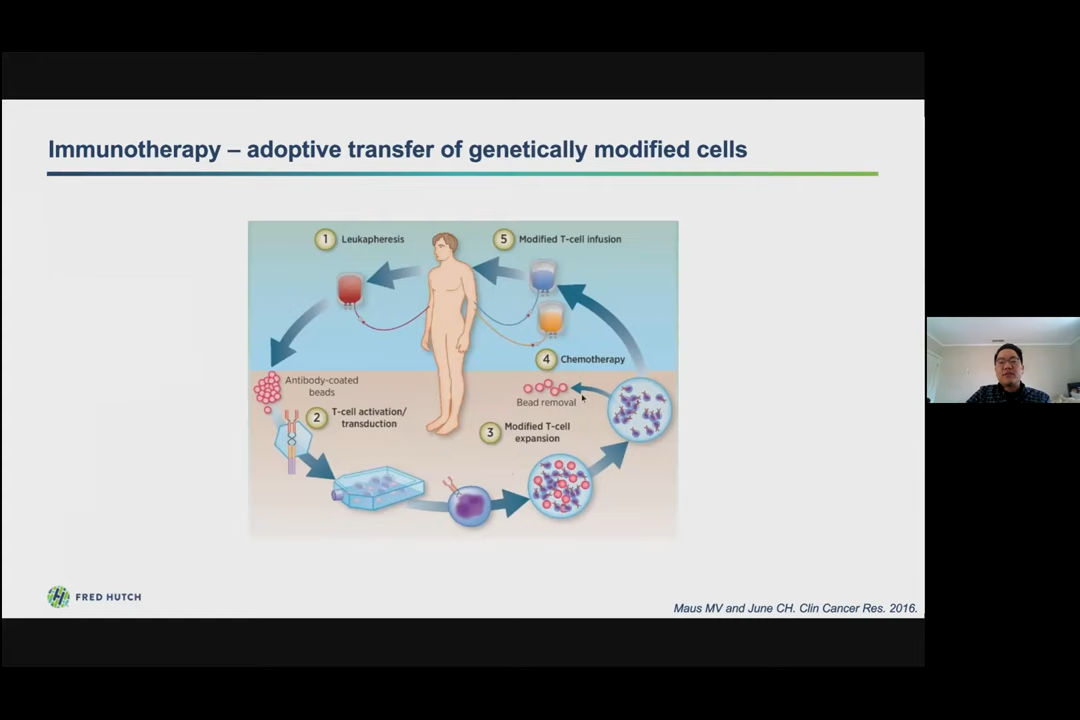 Immunotherapy – adoptive transfer of genetically modified cells
1 Leukapheresis
5 Modified T-cell infusion
4 Chemotherapy
Antibody-coated
beads
2 T-cell activation/
transduction
Bead removal
3 Modified T-cell
expansion
FRED HUTCH
Maus MV and June CH. Clin Cancer Res. 2016.